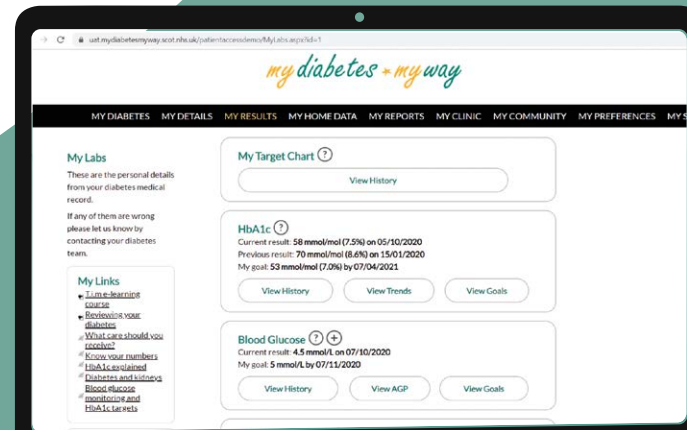 uat.mydiabetesmyway.scot.nhs.uk/patientaccessdemo/MyLabs.aspx?id=1
my diabetes my way
MY DIABETES MY DETAILS MY RESULTS MY HOME DATA MY REPORTS MY CLINIC MY COMMUNITY MY PREFERENCES MY S
My Labs
These are the personal details
from your diabetes medical
record.
If any of them are wrong
please let us know by
contacting your diabetes
team.
My Links
T1m e-learning
course
Reviewing your
diabetes
What care should you
receive?
Know your numbers
HbA1c explained
Diabetes and kidneys
Blood glucose
monitoring and
HbA1c targets
My Target Chart ?
View History
HbA1c ?
Current result: 58 mmol/mol (7.5%) on 05/10/2020
Previous result: 70 mmol/mol (8.6%) on 15/01/2020
My goal: 53 mmol/mol (7.0%) by 07/04/2021
View History View Trends View Goals
Blood Glucose ? +
Current result: 4.5 mmol/L on 07/10/2020
My goal: 5 mmol/L by 07/11/2020
View History View AGP View Goals